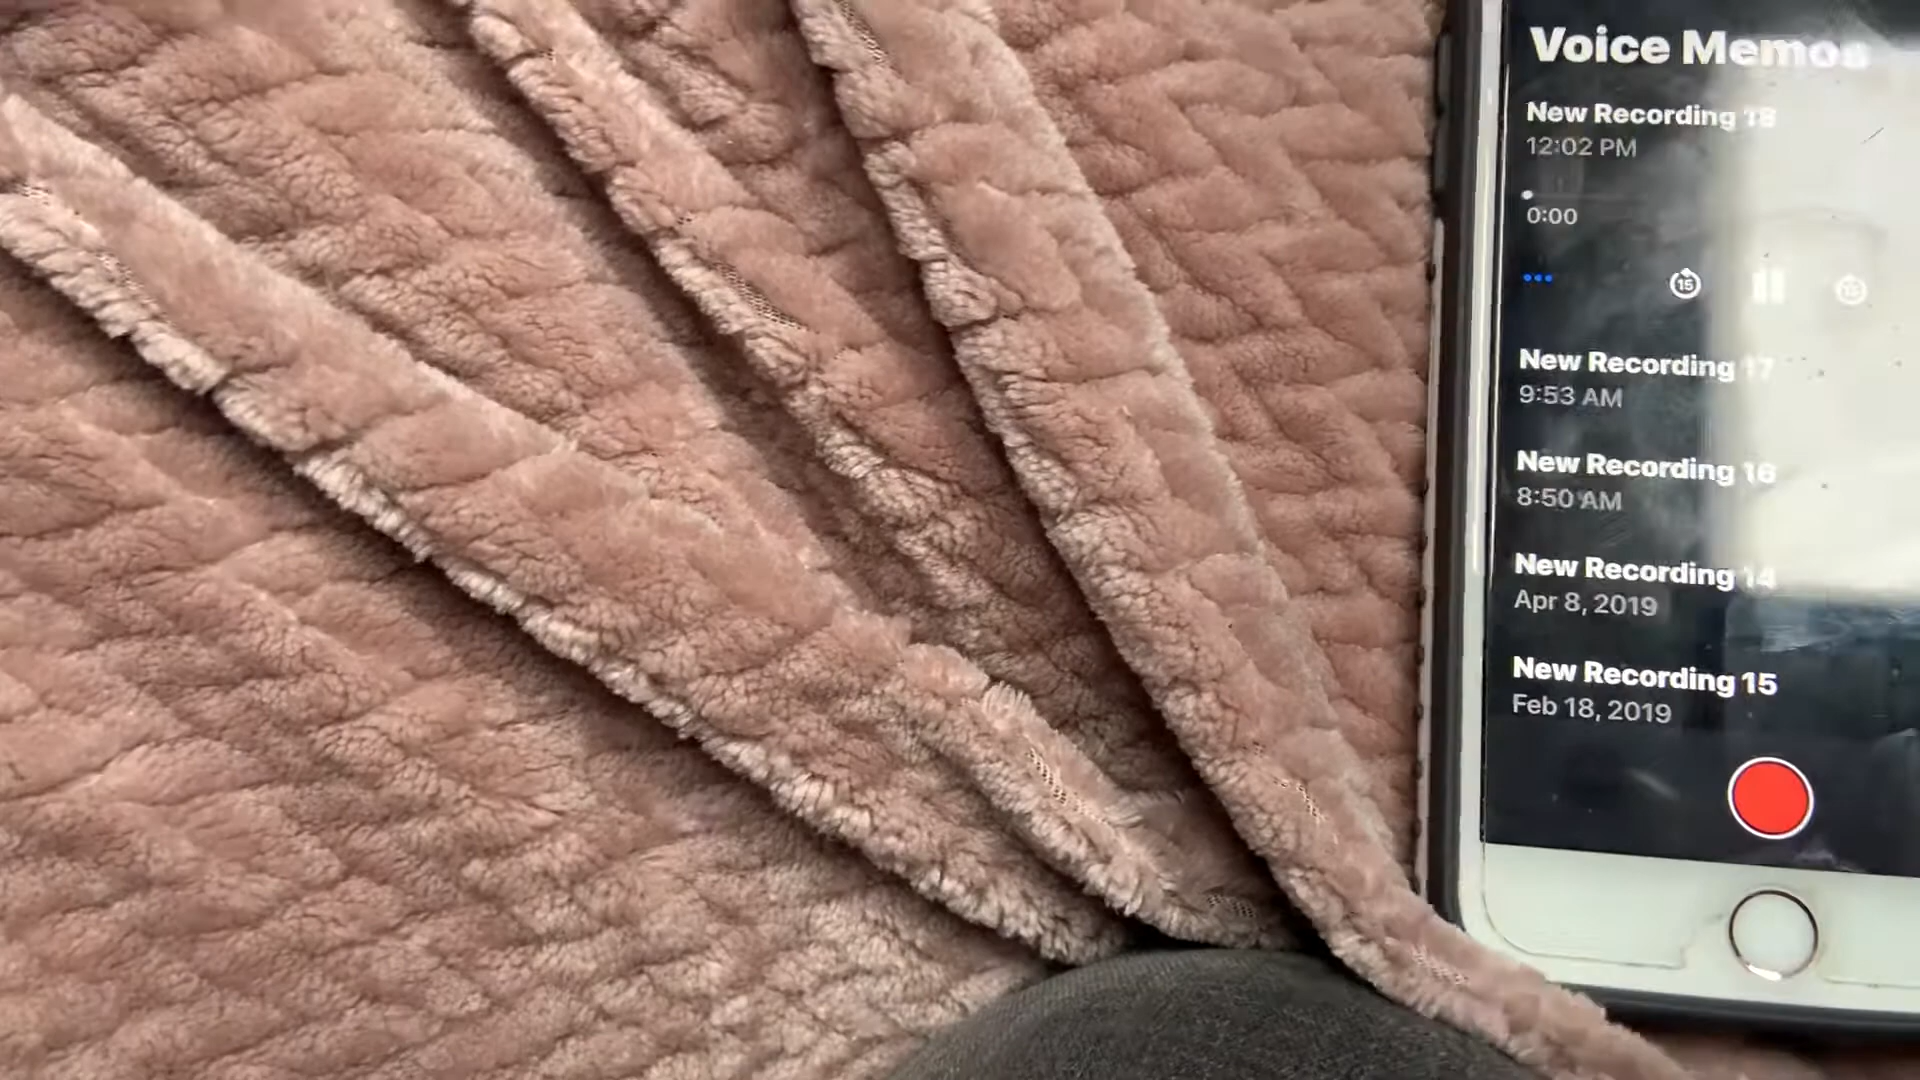 Voice Memos
New Recording 18
12:02 PM
0:00
15
New Recording 17
9:53 AM
New Recording 16
8:50 AM
New Recording 14
Apr 8, 2019
New Recording 15
Feb 18, 2019